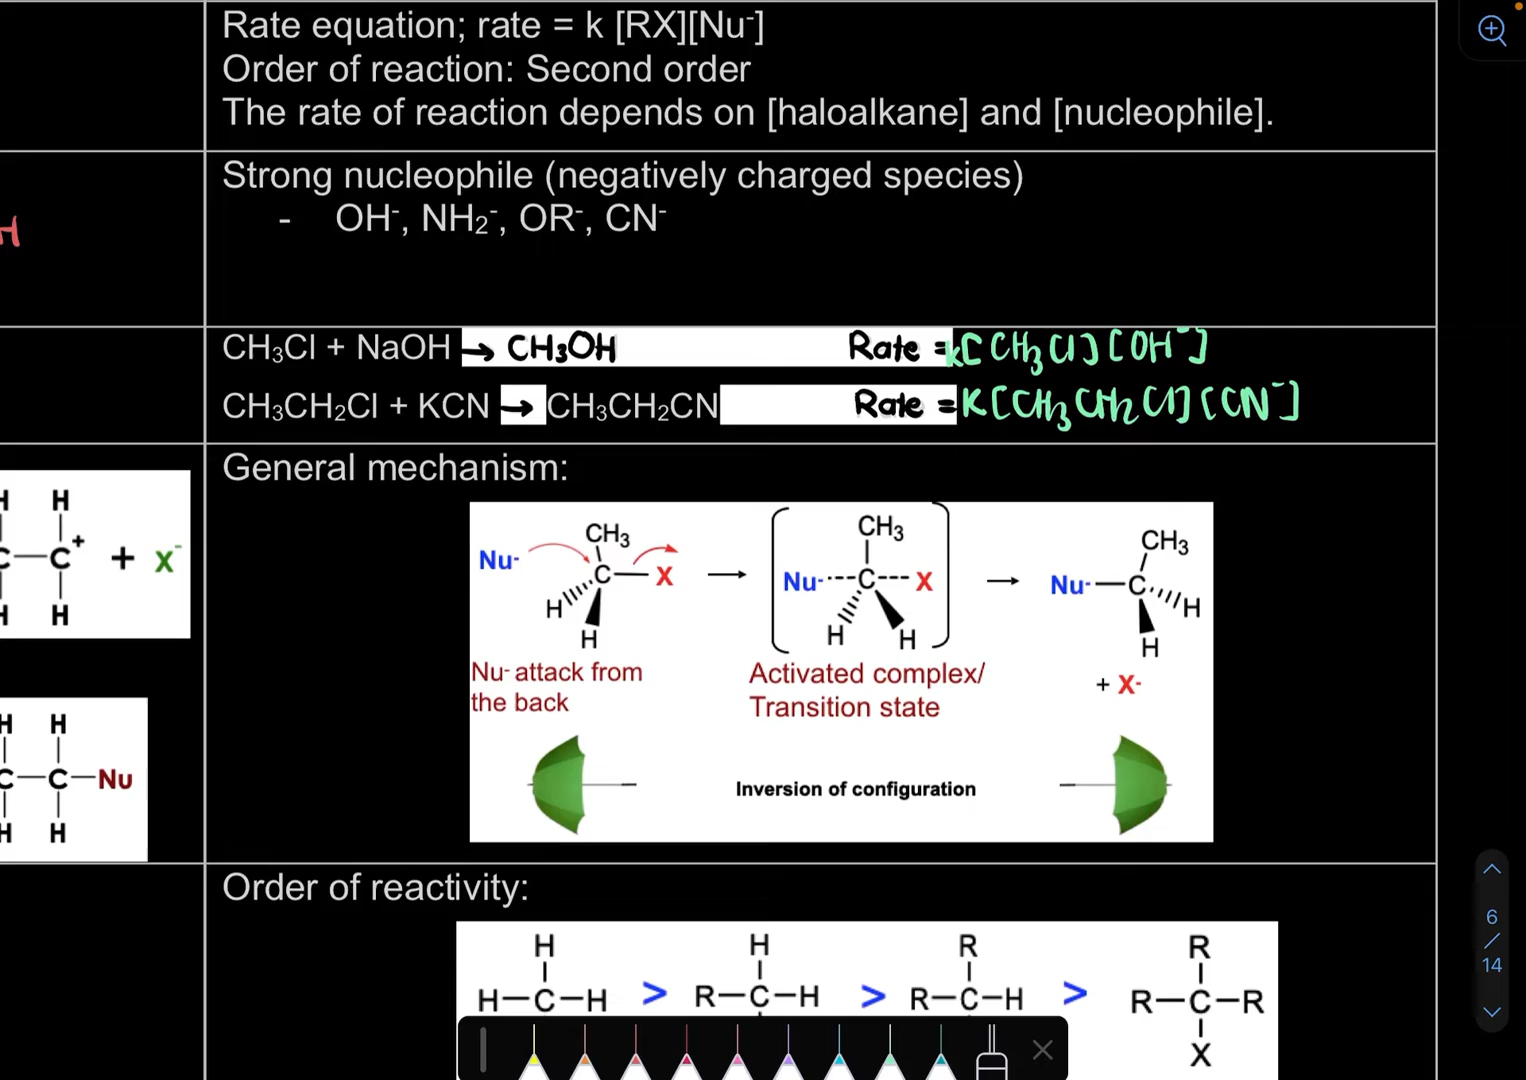 Rate equation; rate = k [RX][Nu⁻]
Order of reaction: Second order
The rate of reaction depends on [haloalkane] and [nucleophile].
Strong nucleophile (negatively charged species)
- OH⁻, NH₂⁻, OR⁻, CN⁻
H
CH₃Cl + NaOH → CH₃OH Rate = k[CH₃Cl][OH⁻]
CH₃CH₂Cl + KCN → CH₃CH₂CN Rate = K[CH₃CH₂Cl][CN⁻]
H H
C—C⁺ + X⁻
H H
H H
C—C—Nu
H H
General mechanism:
CH₃ CH₃ CH₃
Nu- C—X → Nu----C---X → Nu-—C H
H H H H H
Nu- attack from the back
Activated complex/
Transition state
+ X-
Inversion of configuration
Order of reactivity:
H H R R
H—C—H > R—C—H > R—C—H > R—C—R
X
6
/
14